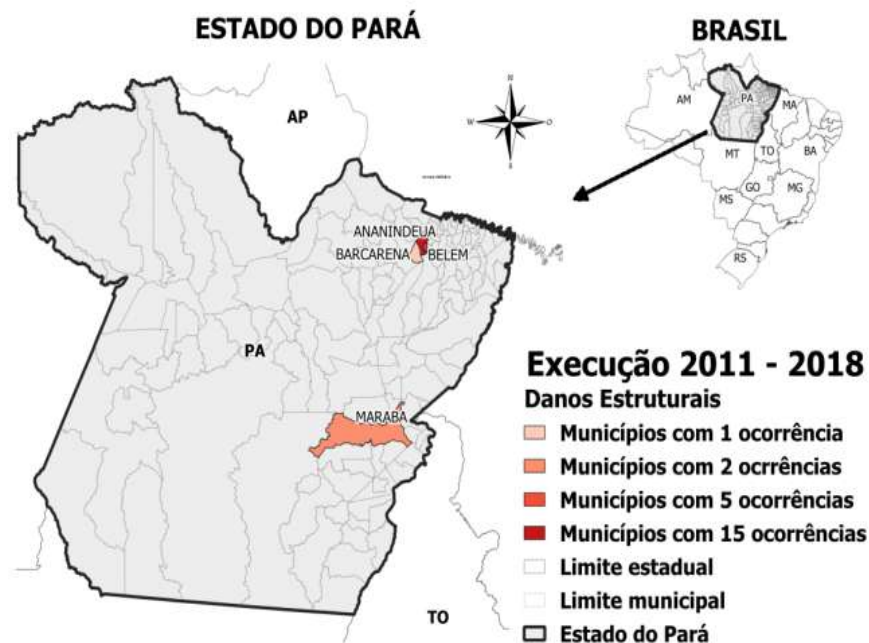 ESTADO DO PARÁ
BRASIL
N
W
O
S
AP
PA
TO
ANANINDEUA
BARCARENA
BELEM
MARABÁ
AM
PA
MA
MT
TO
BA
GO
MG
MS
RS
Execução 2011 - 2018
Danos Estruturais
Municípios com 1 ocorrência
Municípios com 2 ocrrências
Municípios com 5 ocorrências
Municípios com 15 ocorrências
Limite estadual
Limite municipal
Estado do Pará